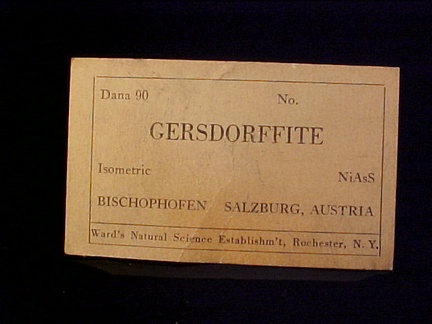 Dana 90 No.
GERSDORFFITE
Isometric NiAsS
BISCHOPHOFEN SALZBURG, AUSTRIA
Ward's Natural Science Establishm't, Rochester, N. Y.